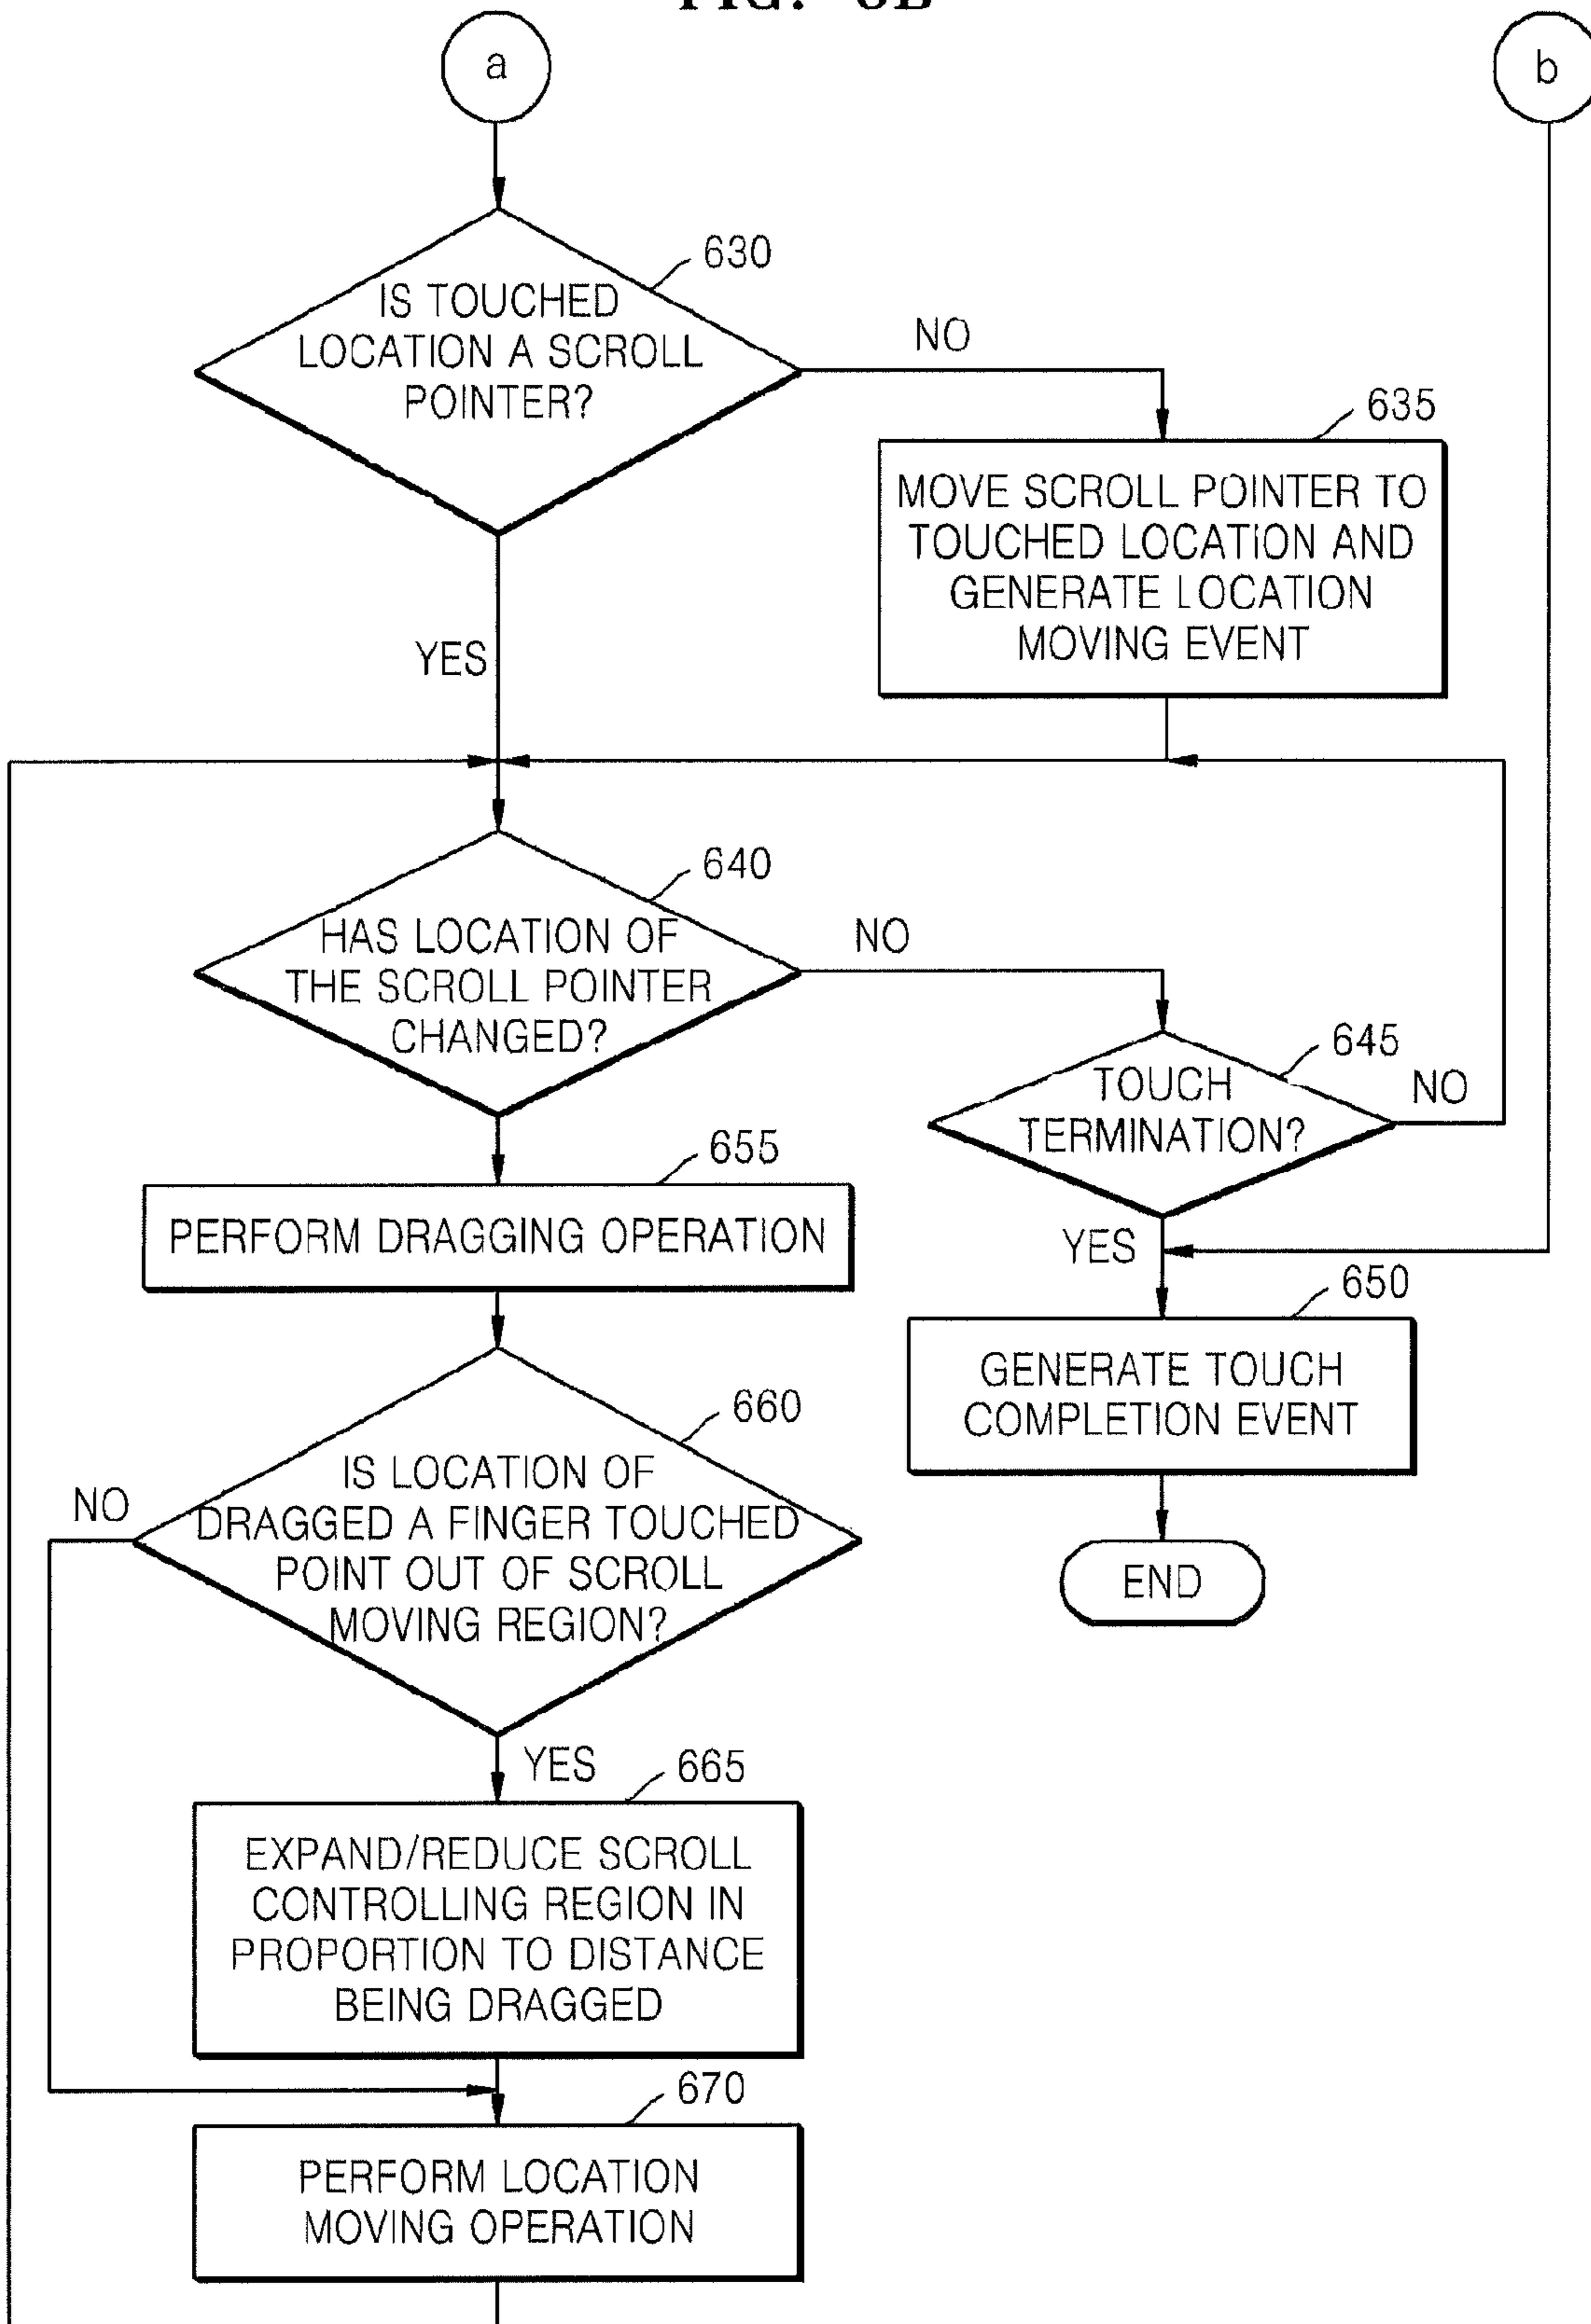 a
b
630
IS TOUCHED
LOCATION A SCROLL
POINTER?
NO
635
MOVE SCROLL POINTER TO
TOUCHED LOCATION AND
GENERATE LOCATION
MOVING EVENT
YES
640
HAS LOCATION OF
THE SCROLL POINTER
CHANGED?
NO
645
TOUCH
TERMINATION?
NO
655
PERFORM DRAGGING OPERATION
YES
650
GENERATE TOUCH
COMPLETION EVENT
END
660
IS LOCATION OF
DRAGGED A FINGER TOUCHED
POINT OUT OF SCROLL
MOVING REGION?
NO
YES
665
EXPAND/REDUCE SCROLL
CONTROLLING REGION IN
PROPORTION TO DISTANCE
BEING DRAGGED
670
PERFORM LOCATION
MOVING OPERATION